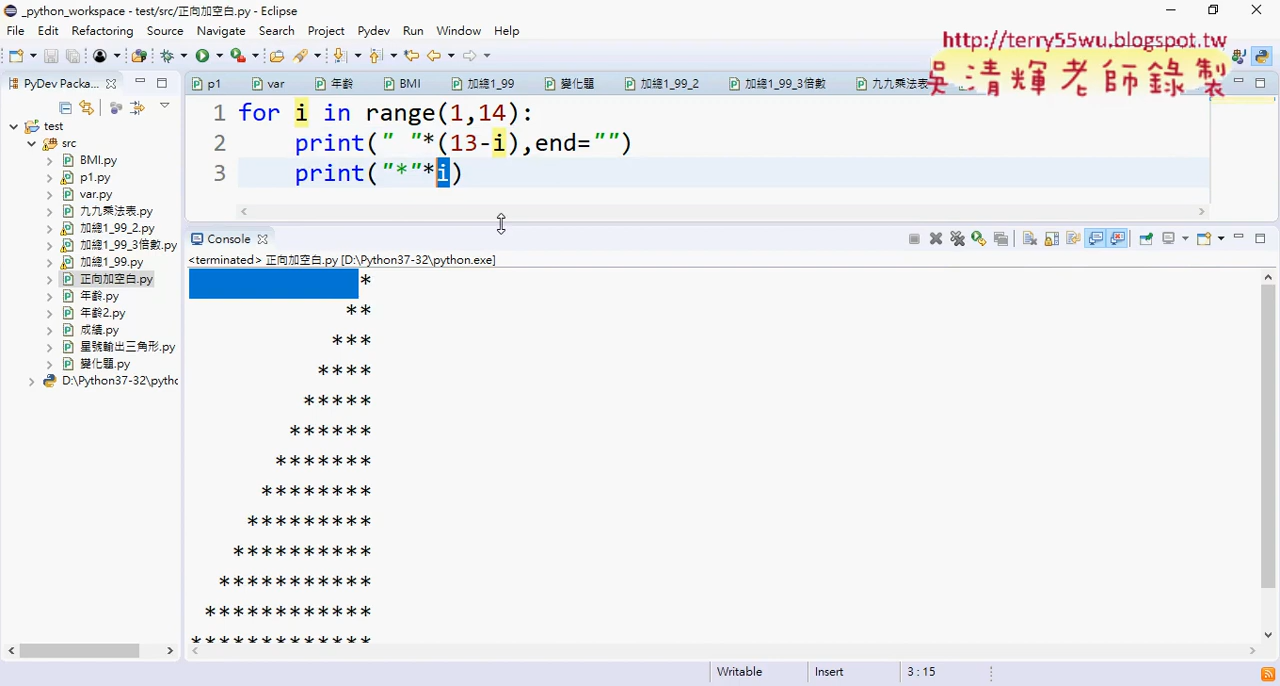 _python_workspace - test/src/正向加空白.py - Eclipse
File Edit Refactoring Source Navigate Search Project Pydev Run Window Help
http://terry55wu.blogspot.tw
吳清輝老師錄製
PyDev Packa...
p1 var 年齡 BMI 加總1_99 變化題 加總1_99_2 加總1_99_3倍數 九九乘法表
test
src
BMI.py
p1.py
var.py
九九乘法表.py
加總1_99_2.py
加總1_99_3倍數.py
加總1_99.py
正向加空白.py
年齡.py
年齡2.py
成績.py
星號輸出三角形.py
變化題.py
D:\Python37-32\pythc
1 for i in range(1,14):
2 print(" "*(13-i),end="")
3 print("*"*i)
Console
<terminated> 正向加空白.py [D:\Python37-32\python.exe]
*
**
***
****
*****
******
*******
********
*********
**********
***********
************
*************
Writable Insert 3 : 15